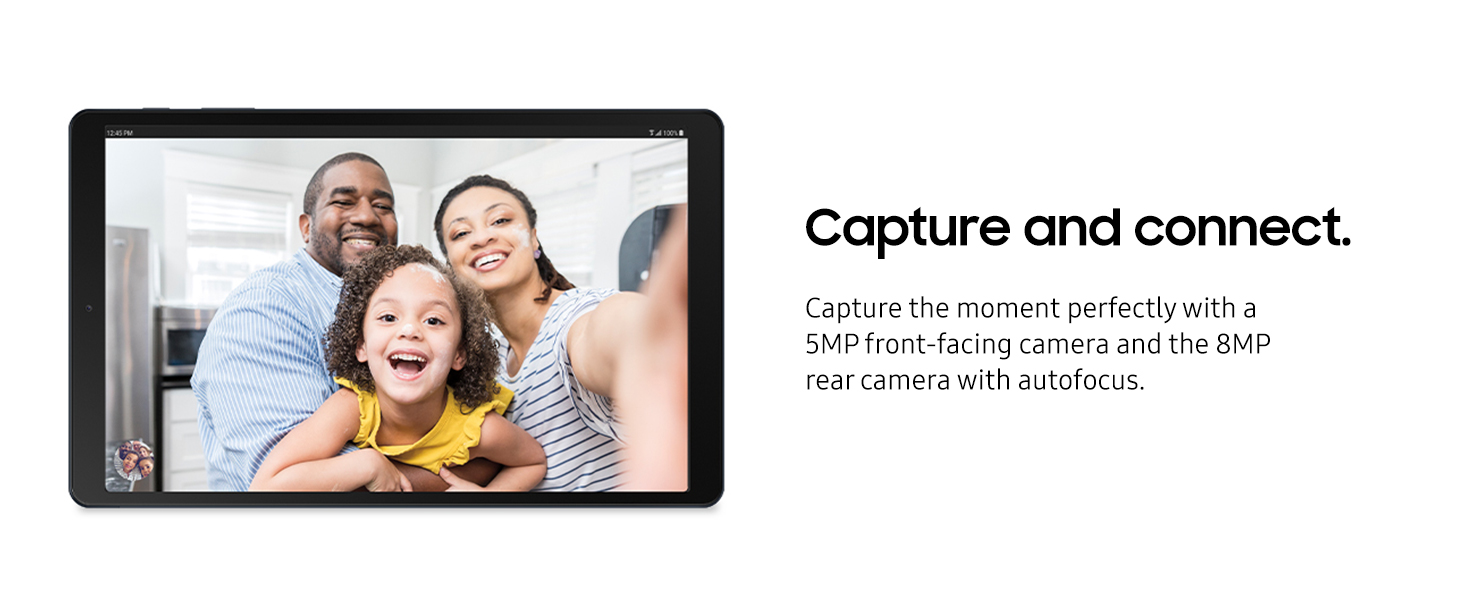 12:45 PM
100%
Capture and connect.
Capture the moment perfectly with a
5MP front-facing camera and the 8MP
rear camera with autofocus.